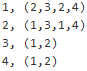 1, (2,3,2,4)
2, (1,3,1,4)
3, (1,2)
4, (1,2)